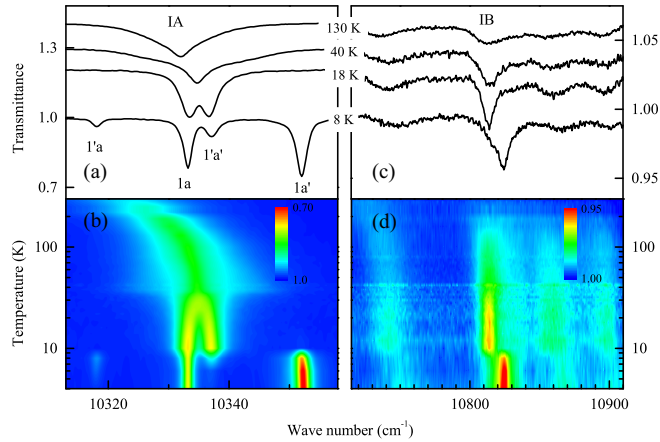 IA
IB
130 K
40 K
18 K
8 K
1.3
1.0
0.7
Transmittance
1.05
1.00
0.95
1'a
1a
1'a'
1a'
(a)
(c)
(b)
0.70
1.0
(d)
0.95
1.00
Temperature (K)
100
10
100
10
10320
10340
10800
10900
Wave number (cm⁻¹)